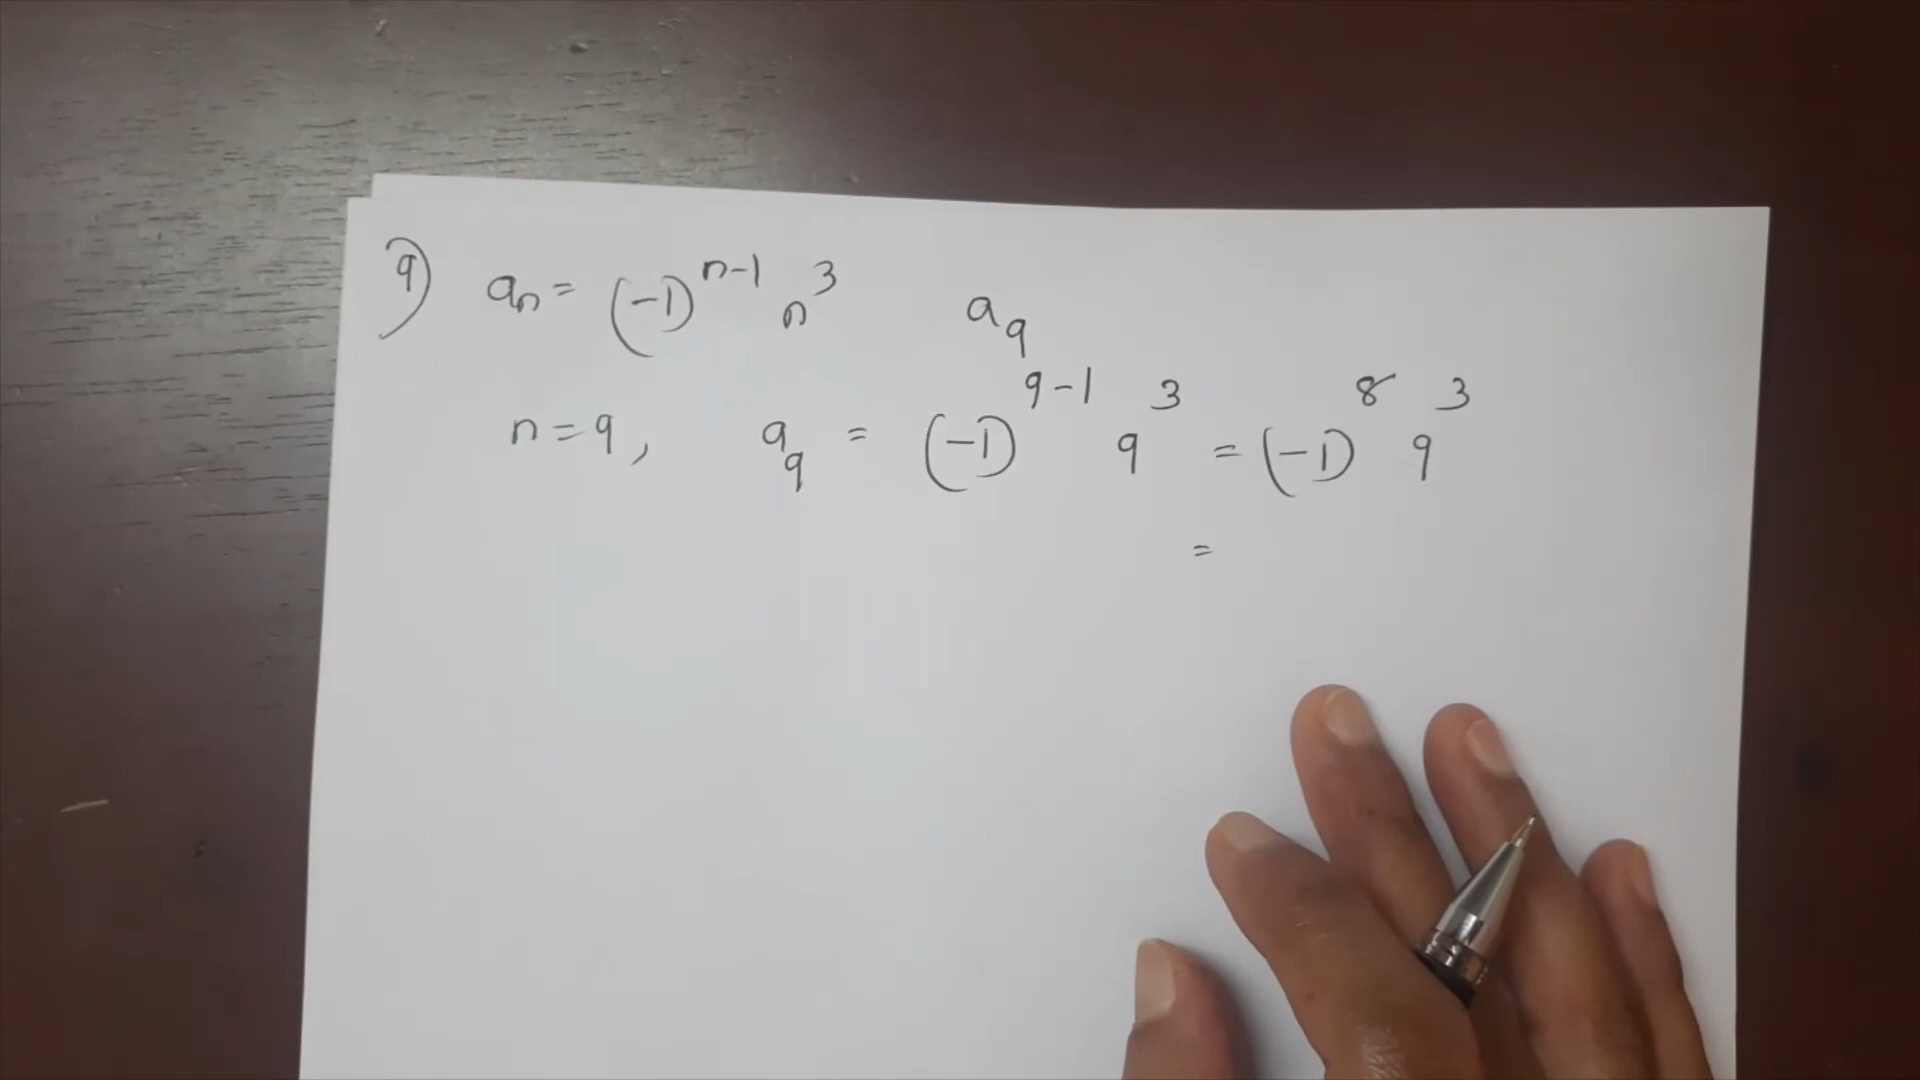 9) aₙ = (-1)ⁿ⁻¹ n³ a₉
n = 9, a₉ = (-1)⁹⁻¹ 9³ = (-1)⁸ 9³
=